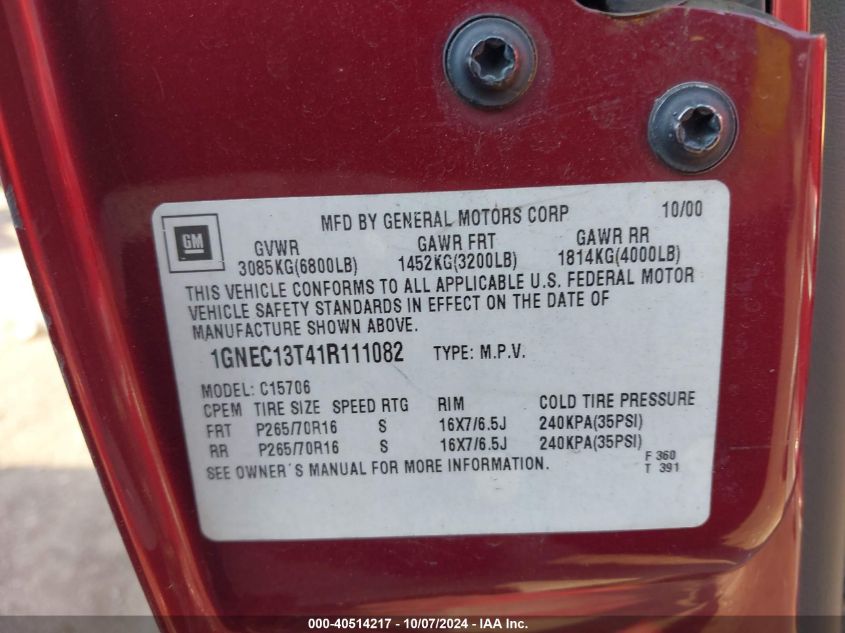 MFD BY GENERAL MOTORS CORP 10/00
GM
GVWR GAWR FRT GAWR RR
3085KG(6800LB) 1452KG(3200LB) 1814KG(4000LB)
THIS VEHICLE CONFORMS TO ALL APPLICABLE U.S. FEDERAL MOTOR
VEHICLE SAFETY STANDARDS IN EFFECT ON THE DATE OF
MANUFACTURE SHOWN ABOVE.
1GNEC13T41R111082 TYPE: M.P.V.
MODEL: C15706
CPEM TIRE SIZE SPEED RTG RIM COLD TIRE PRESSURE
FRT P265/70R16 S 16X7/6.5J 240KPA(35PSI)
RR P265/70R16 S 16X7/6.5J 240KPA(35PSI)
SEE OWNER'S MANUAL FOR MORE INFORMATION.
F 360
T 391
000-40514217 - 10/07/2024 - IAA Inc.